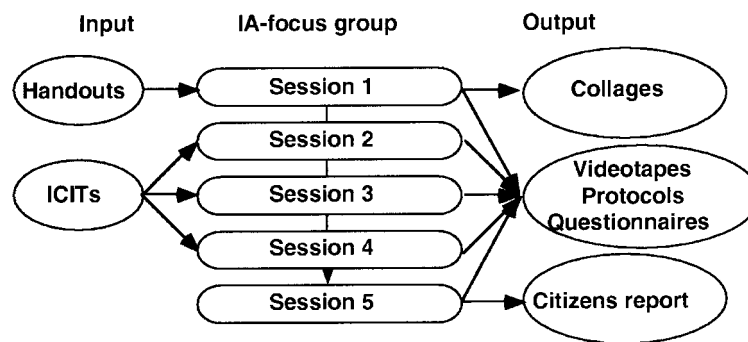 Input IA-focus group Output
Handouts Session 1 Collages
Session 2
ICITs Session 3 Videotapes
Protocols
Questionnaires
Session 4
Session 5 Citizens report